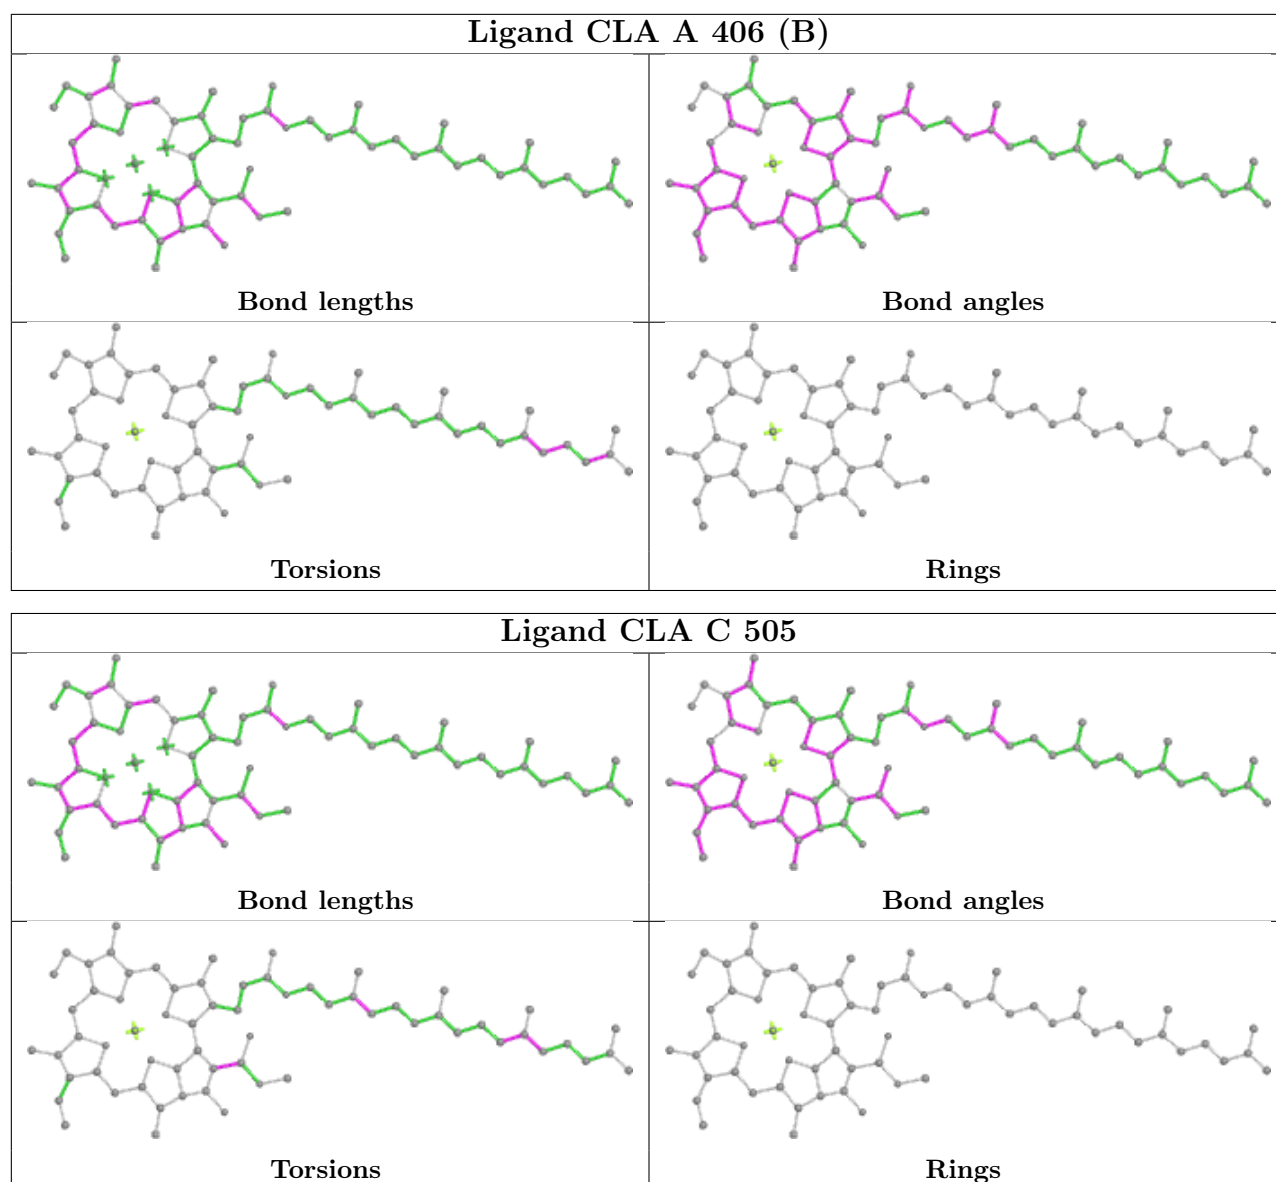 Ligand CLA A 406 (B)
Bond lengths
Bond angles
Torsions
Rings
Ligand CLA C 505
Bond lengths
Bond angles
Torsions
Rings